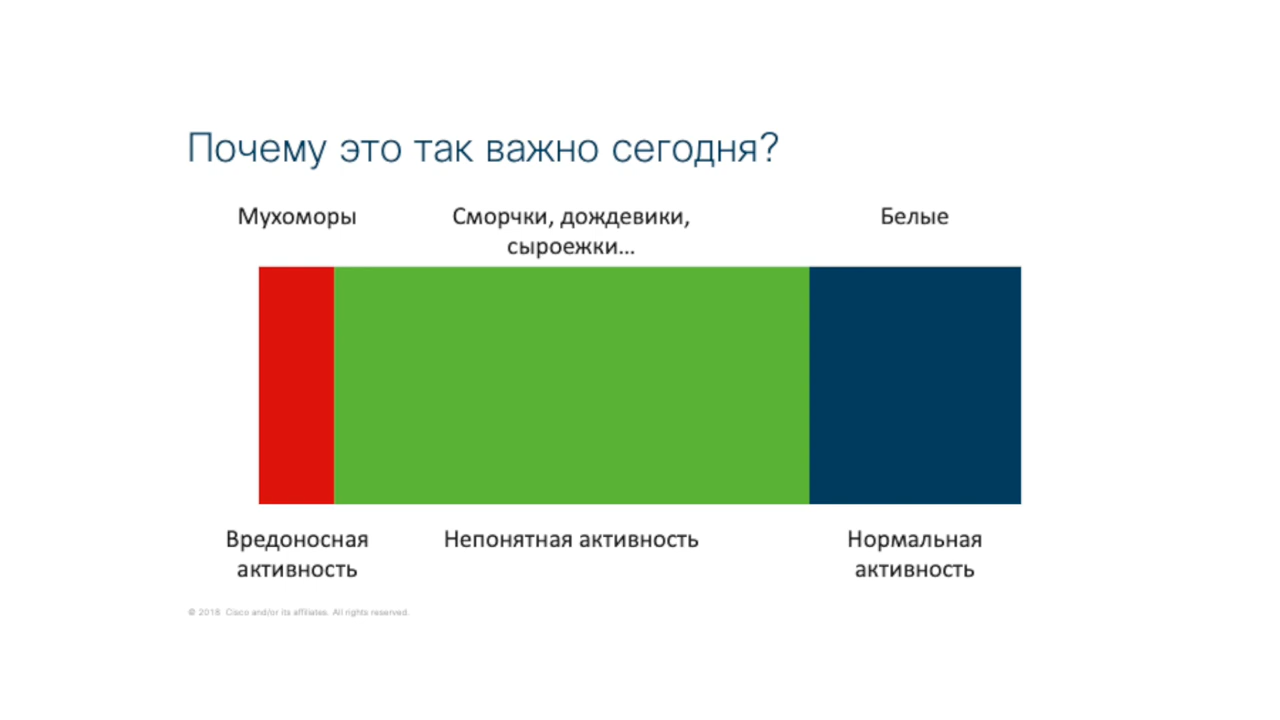 Почему это так важно сегодня?
Мухоморы
Сморчки, дождевики,
сыроежки...
Белые
Вредоносная
активность
Непонятная активность
Нормальная
активность
© 2018 Cisco and/or its affiliates. All rights reserved.